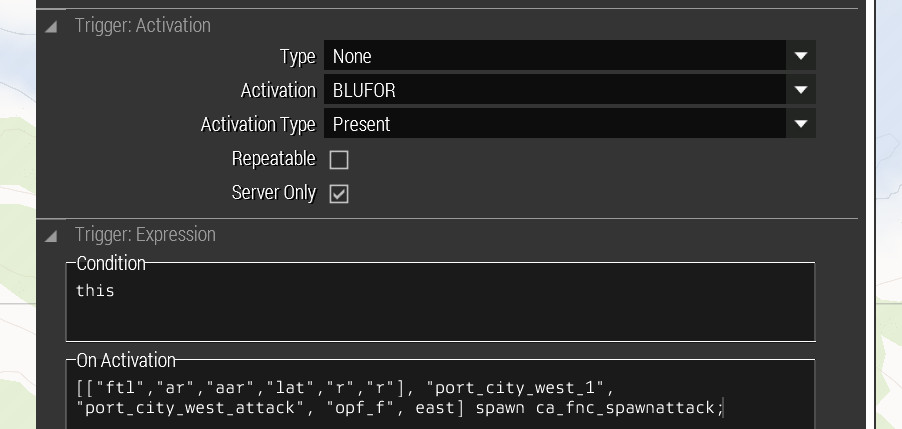 Trigger: Activation
Type None
Activation BLUFOR
Activation Type Present
Repeatable
Server Only
Trigger: Expression
Condition
this
On Activation
[["ftl","ar","aar","lat","r","r"], "port_city_west_1",
"port_city_west_attack", "opf_f", east] spawn ca_fnc_spawnattack;